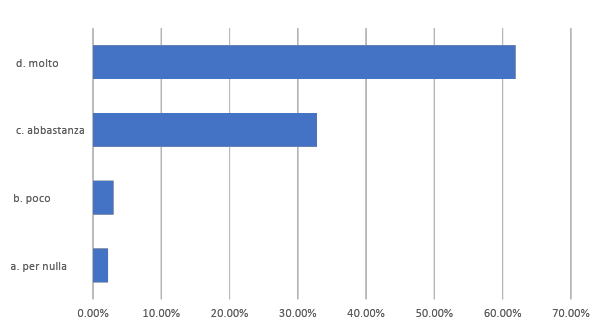 d. molto
c. abbastanza
b. poco
a. per nulla
0.00% 10.00% 20.00% 30.00% 40.00% 50.00% 60.00% 70.00%